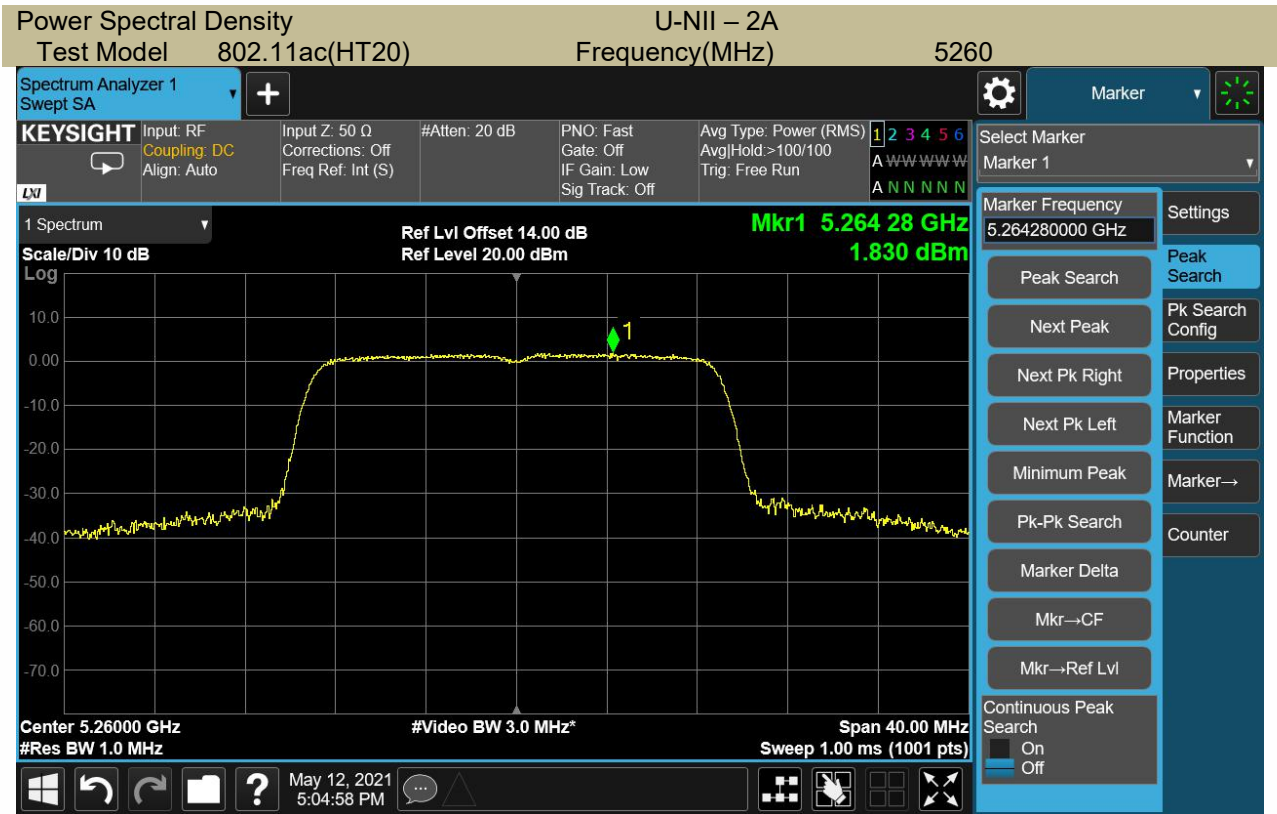 Power Spectral Density U-NII – 2A
Test Model 802.11ac(HT20) Frequency(MHz) 5260
Spectrum Analyzer 1
Swept SA
+
Marker
KEYSIGHT
LXI
Input: RF
Coupling: DC
Align: Auto
Input Z: 50 Ω
Corrections: Off
Freq Ref: Int (S)
#Atten: 20 dB
PNO: Fast
Gate: Off
IF Gain: Low
Sig Track: Off
Avg Type: Power (RMS)
Avg|Hold:>100/100
Trig: Free Run
1 2 3 4 5 6
A W W W W W
A N N N N N
Select Marker
Marker 1
1 Spectrum
Scale/Div 10 dB
Ref Lvl Offset 14.00 dB
Ref Level 20.00 dBm
Mkr1 5.264 28 GHz
1.830 dBm
Log
10.0
0.00
-10.0
-20.0
-30.0
-40.0
-50.0
-60.0
-70.0
1
Center 5.26000 GHz
#Res BW 1.0 MHz
#Video BW 3.0 MHz*
Span 40.00 MHz
Sweep 1.00 ms (1001 pts)
Marker Frequency
5.264280000 GHz
Peak Search
Next Peak
Next Pk Right
Next Pk Left
Minimum Peak
Pk-Pk Search
Marker Delta
Mkr→CF
Mkr→Ref Lvl
Continuous Peak
Search
On
Off
Settings
Peak
Search
Pk Search
Config
Properties
Marker
Function
Marker→
Counter
?
May 12, 2021
5:04:58 PM